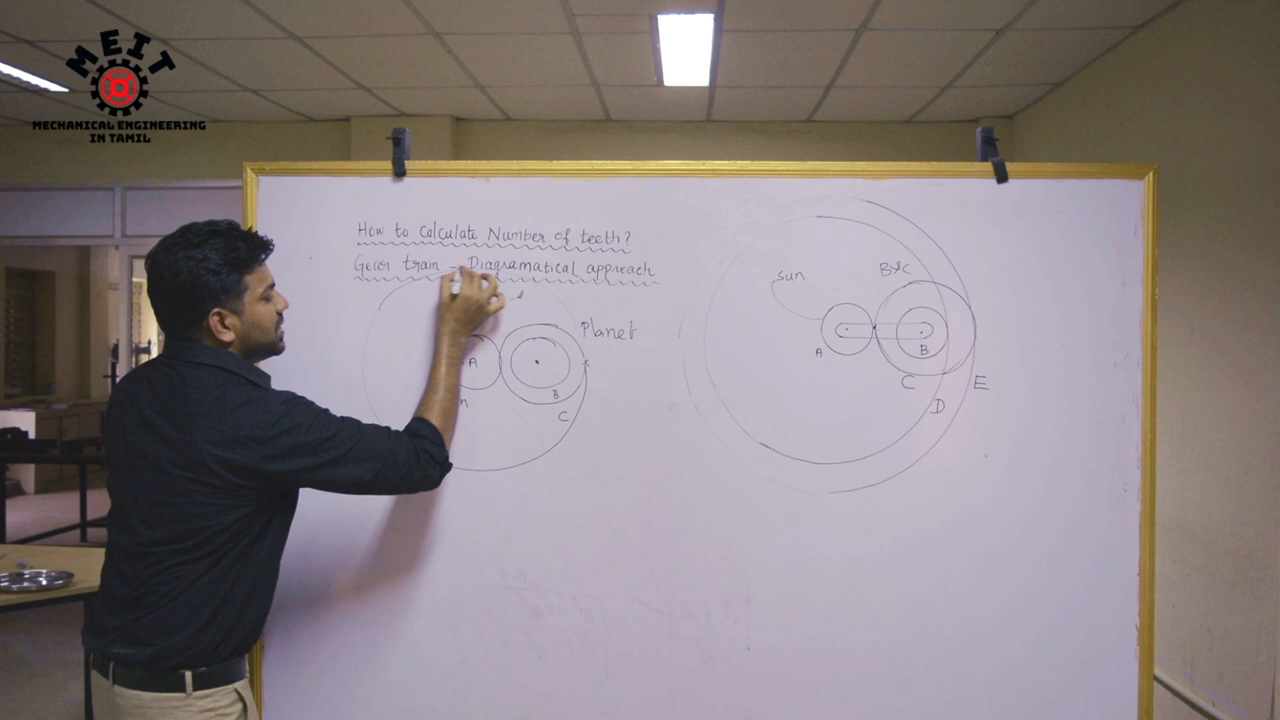 MEIT
MECHANICAL ENGINEERING
IN TAMIL
How to Calculate Number of teeth?
Gear train - Diagramatical approach
Planet
A
B
C
n
sun
B&C
A
B
C
D
E